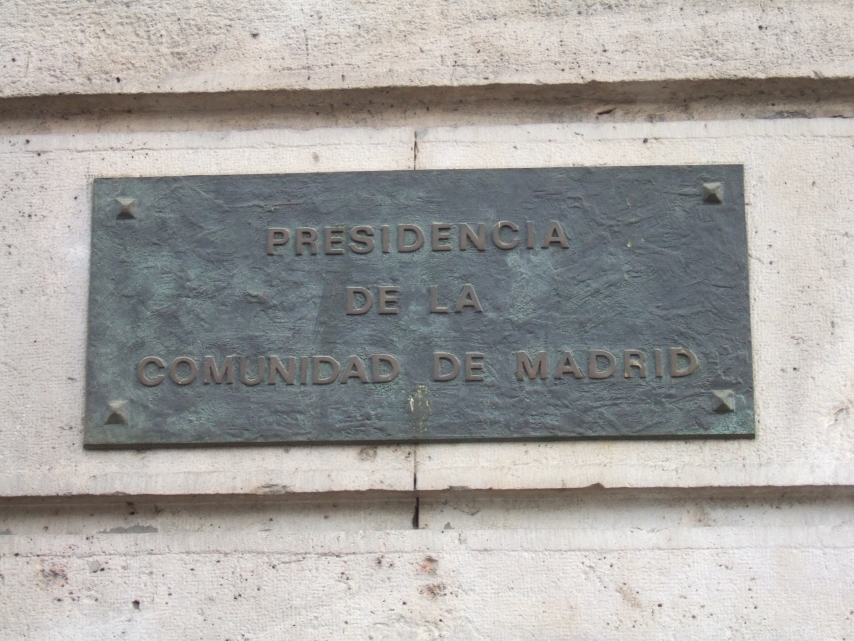 PRESIDENCIA
DE LA
COMUNIDAD DE MADRID